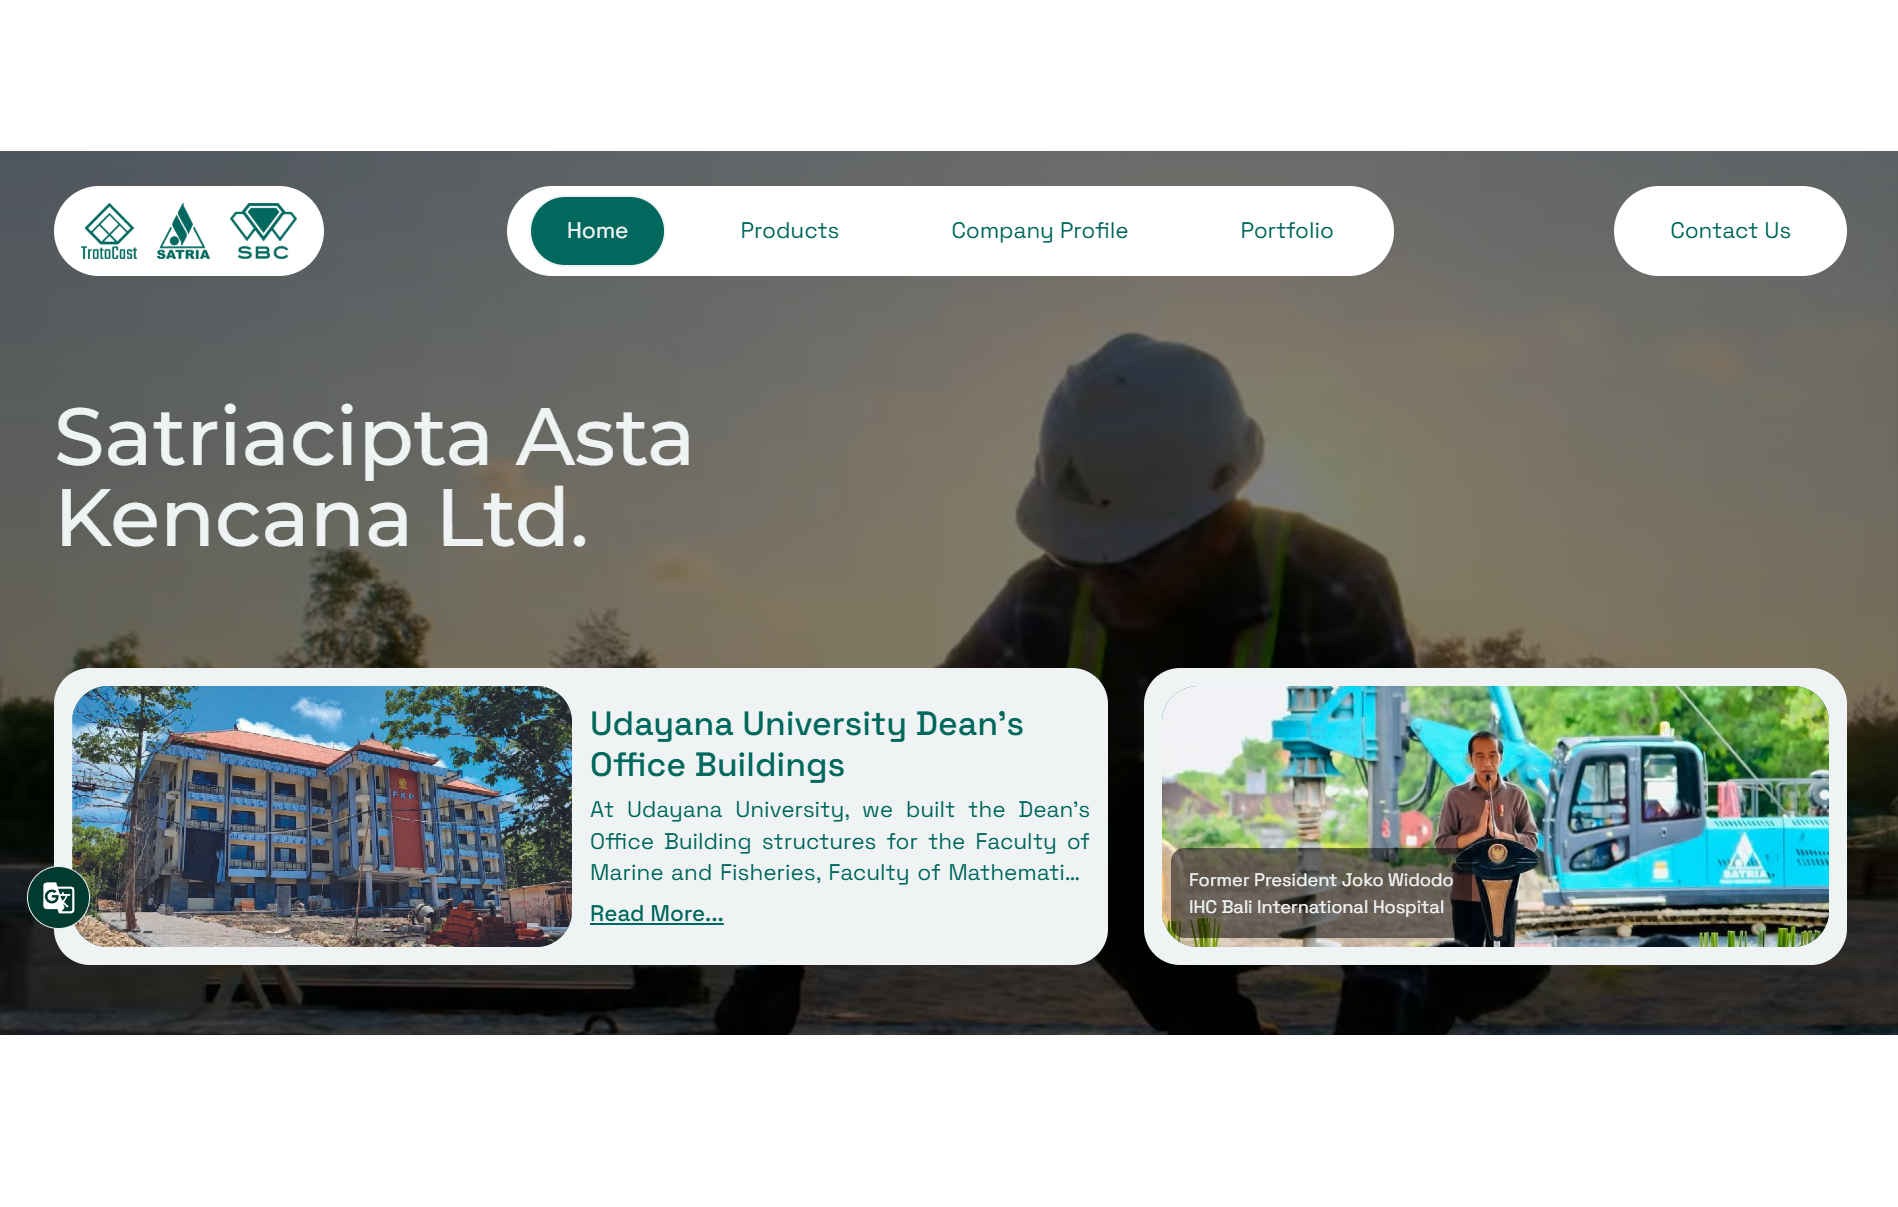 TrotoCast
SATRIA
SBC
Home
Products
Company Profile
Portfolio
Contact Us
Satriacipta Asta
Kencana Ltd.
FKP
Udayana University Dean's
Office Buildings
At Udayana University, we built the Dean's
Office Building structures for the Faculty of
Marine and Fisheries, Faculty of Mathemati...
Read More...
Former President Joko Widodo
IHC Bali International Hospital
SATRIA